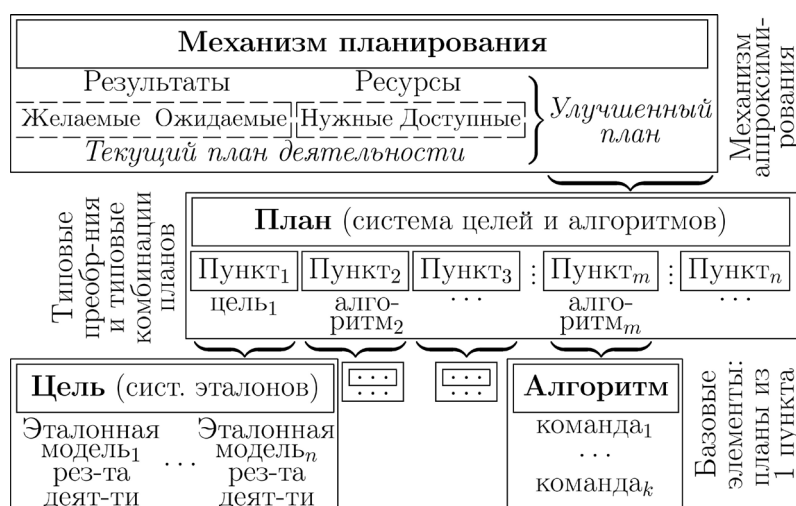 Механизм планирования
Результаты Ресурсы
Желаемые Ожидаемые Нужные Доступные
Текущий план деятельности
Улучшенный
план
Механизм
аппроксими-
рования
План (система целей и алгоритмов)
Пункт₁ Пункт₂ Пункт₃ ⋮ Пунктₘ ⋮ Пунктₙ
цель₁ алго-
ритм₂ ··· алго-
ритмₘ ···
Типовые
преобр-ния
и типовые
комбинации
планов
Цель (сист. эталонов)
Эталонная
модель₁
рез-та
деят-ти
···
Эталонная
модельₙ
рез-та
деят-ти
···
···
···
···
Алгоритм
команда₁
···
командаₖ
Базовые
элементы:
планы из
1 пункта